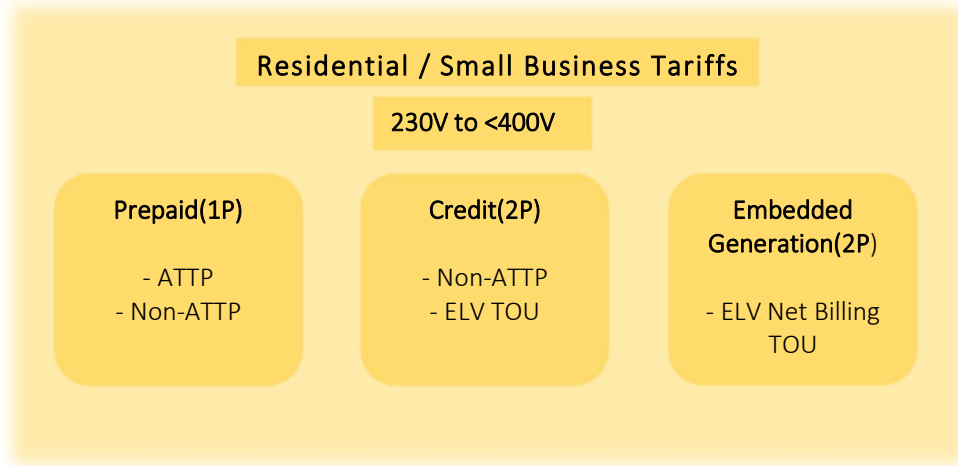 Residential / Small Business Tariffs
230V to <400V
Prepaid(1P)
- ATTP
- Non-ATTP
Credit(2P)
- Non-ATTP
- ELV TOU
Embedded
Generation(2P)
- ELV Net Billing
TOU